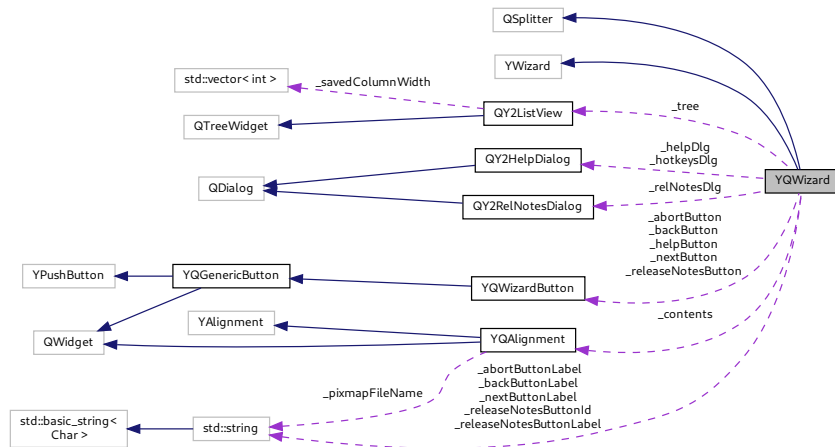 QSplitter
YWizard
std::vector< int >
_savedColumnWidth
QY2ListView
_tree
QTreeWidget
QY2HelpDialog
_helpDlg
_hotkeysDlg
YQWizard
QDialog
QY2RelNotesDialog
_relNotesDlg
_abortButton
_backButton
_helpButton
_nextButton
_releaseNotesButton
YPushButton
YQGenericButton
YQWizardButton
YAlignment
_contents
QWidget
YQAlignment
_pixmapFileName
_abortButtonLabel
_backButtonLabel
_nextButtonLabel
_releaseNotesButtonId
_releaseNotesButtonLabel
std::basic_string<
Char >
std::string